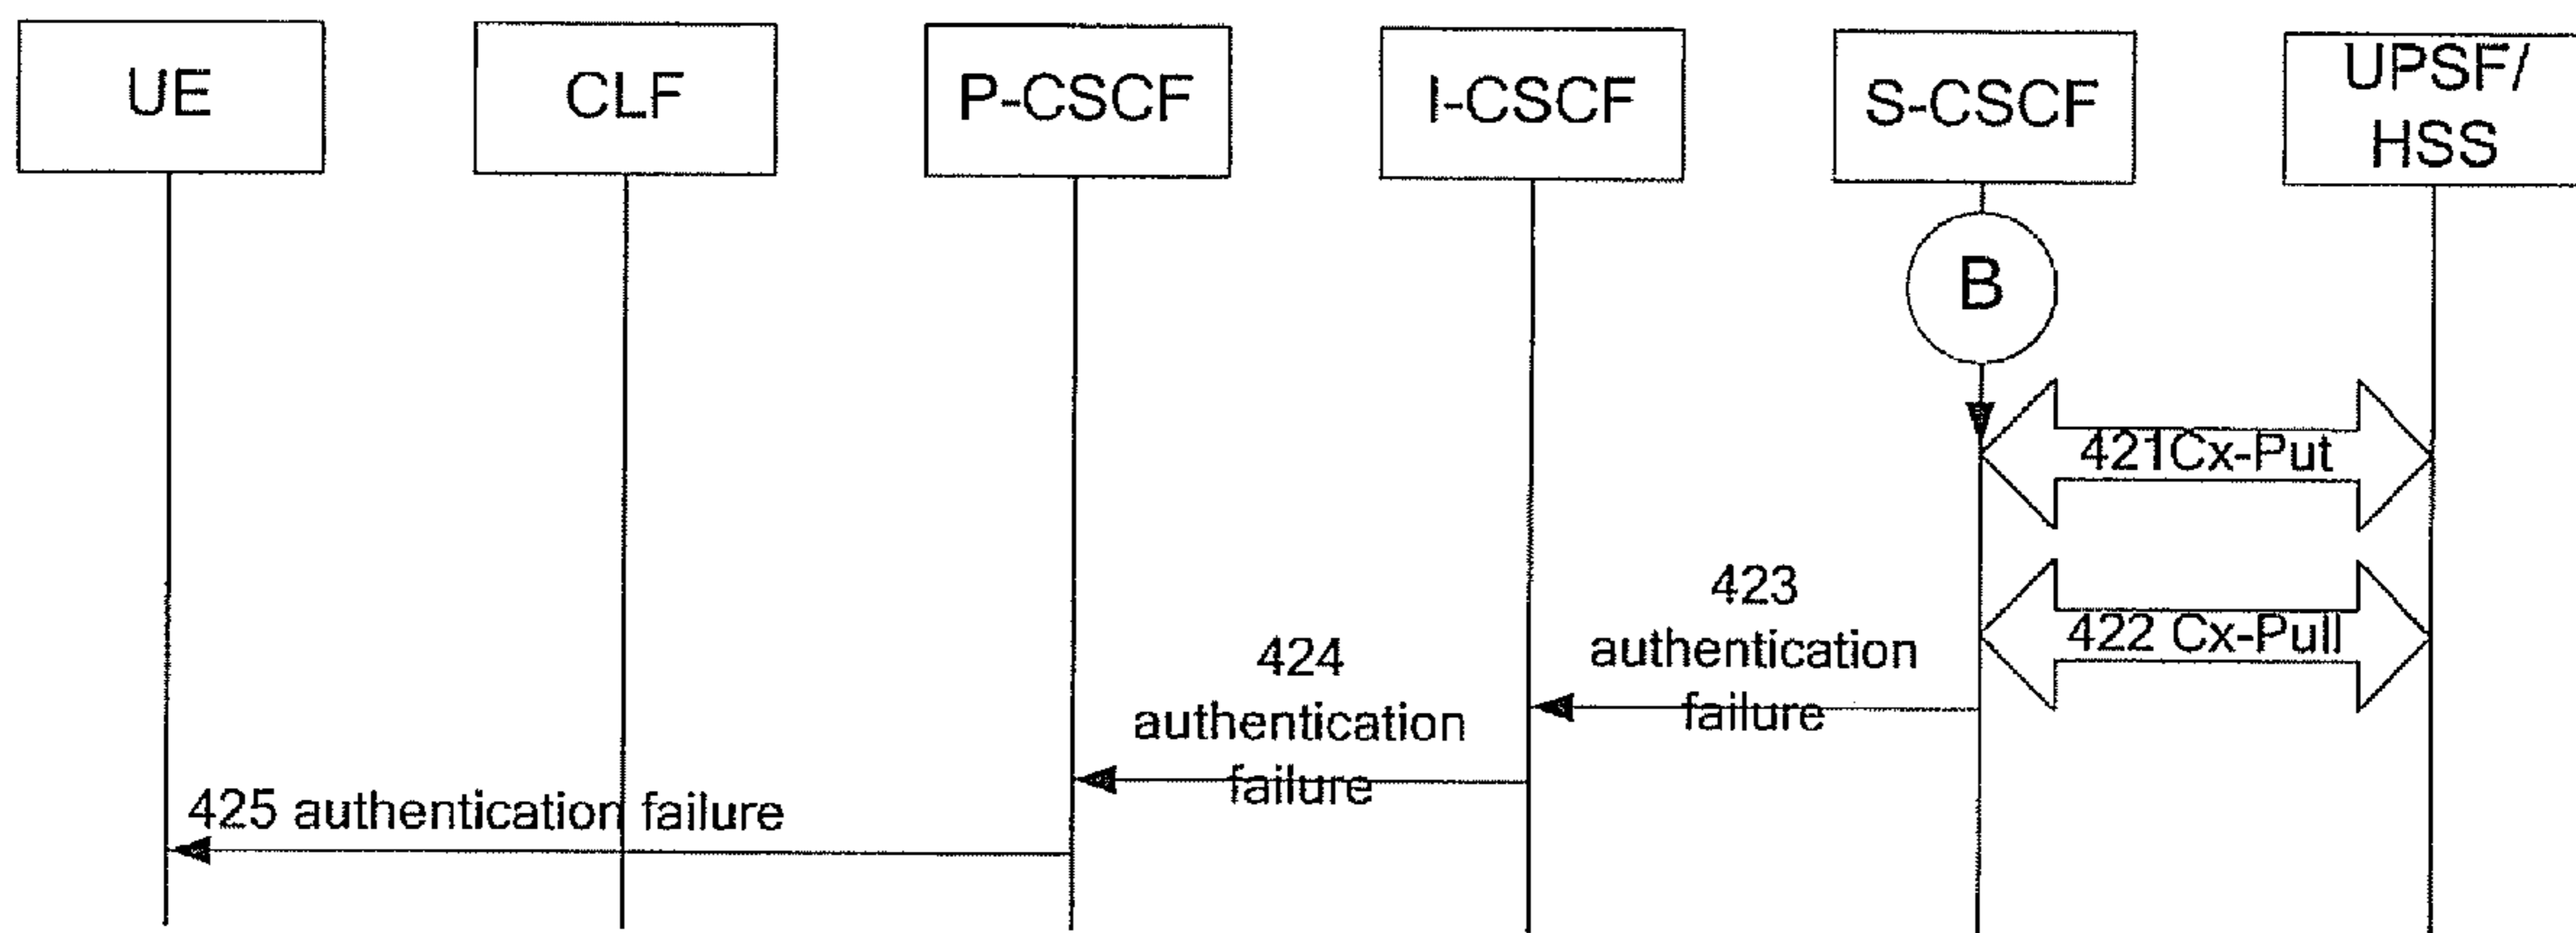 UE
CLF
P-CSCF
I-CSCF
S-CSCF
UPSF/
HSS
B
421Cx-Put
422 Cx-Pull
423
authentication
failure
424
authentication
failure
425 authentication failure